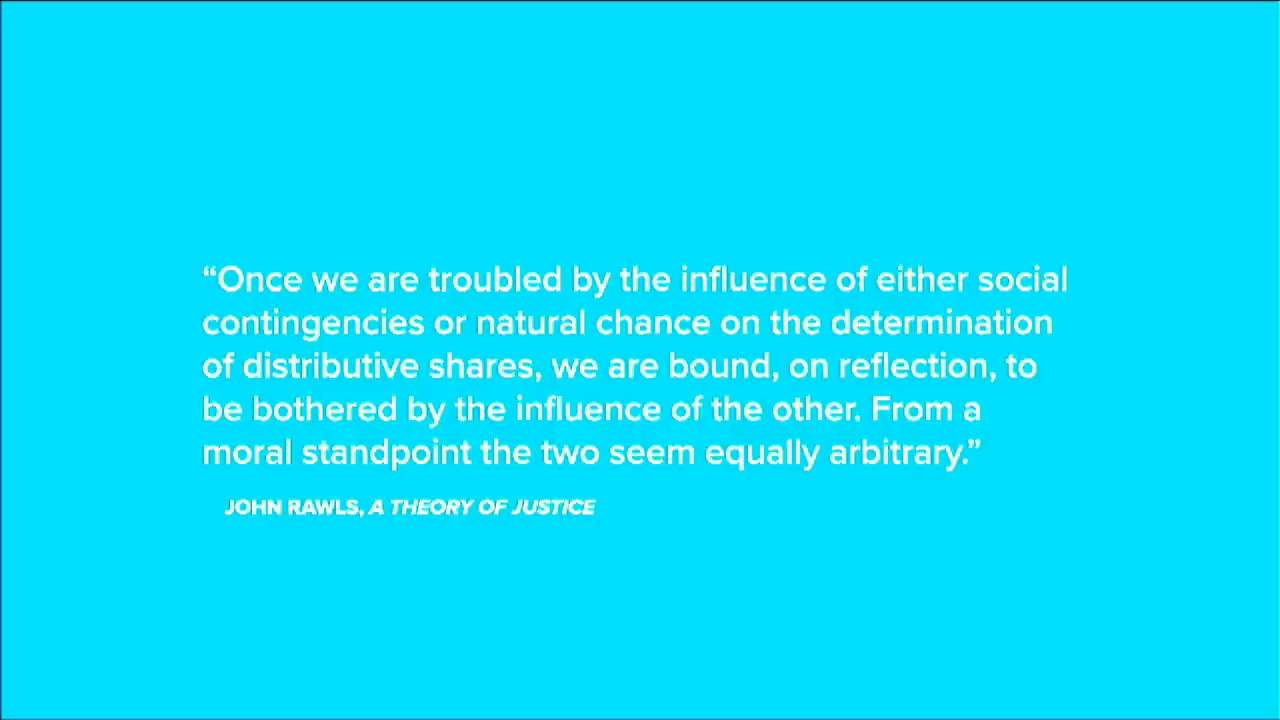 “Once we are troubled by the influence of either social
contingencies or natural chance on the determination
of distributive shares, we are bound, on reflection, to
be bothered by the influence of the other. From a
moral standpoint the two seem equally arbitrary.”
JOHN RAWLS, A THEORY OF JUSTICE